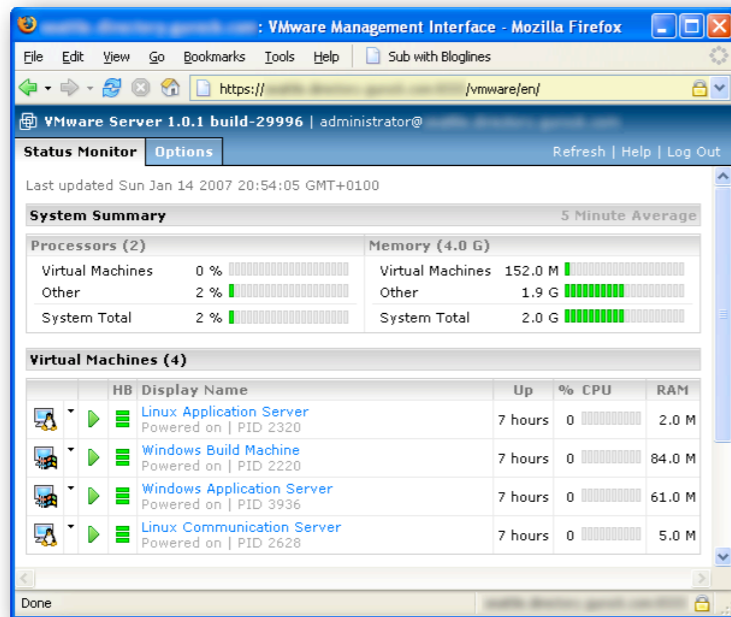 : VMware Management Interface - Mozilla Firefox
File Edit View Go Bookmarks Tools Help Sub with Bloglines
https:// /vmware/en/
VMware Server 1.0.1 build-29996 | administrator@
Status Monitor Options Refresh | Help | Log Out
Last updated Sun Jan 14 2007 20:54:05 GMT+0100
System Summary 5 Minute Average
Processors (2) Memory (4.0 G)
Virtual Machines 0 % Virtual Machines 152.0 M
Other 2 % Other 1.9 G
System Total 2 % System Total 2.0 G
Virtual Machines (4)
HB Display Name Up % CPU RAM
Linux Application Server
Powered on | PID 2320
7 hours 0 2.0 M
Windows Build Machine
Powered on | PID 2220
7 hours 0 84.0 M
Windows Application Server
Powered on | PID 3936
7 hours 0 61.0 M
Linux Communication Server
Powered on | PID 2628
7 hours 0 5.0 M
Done